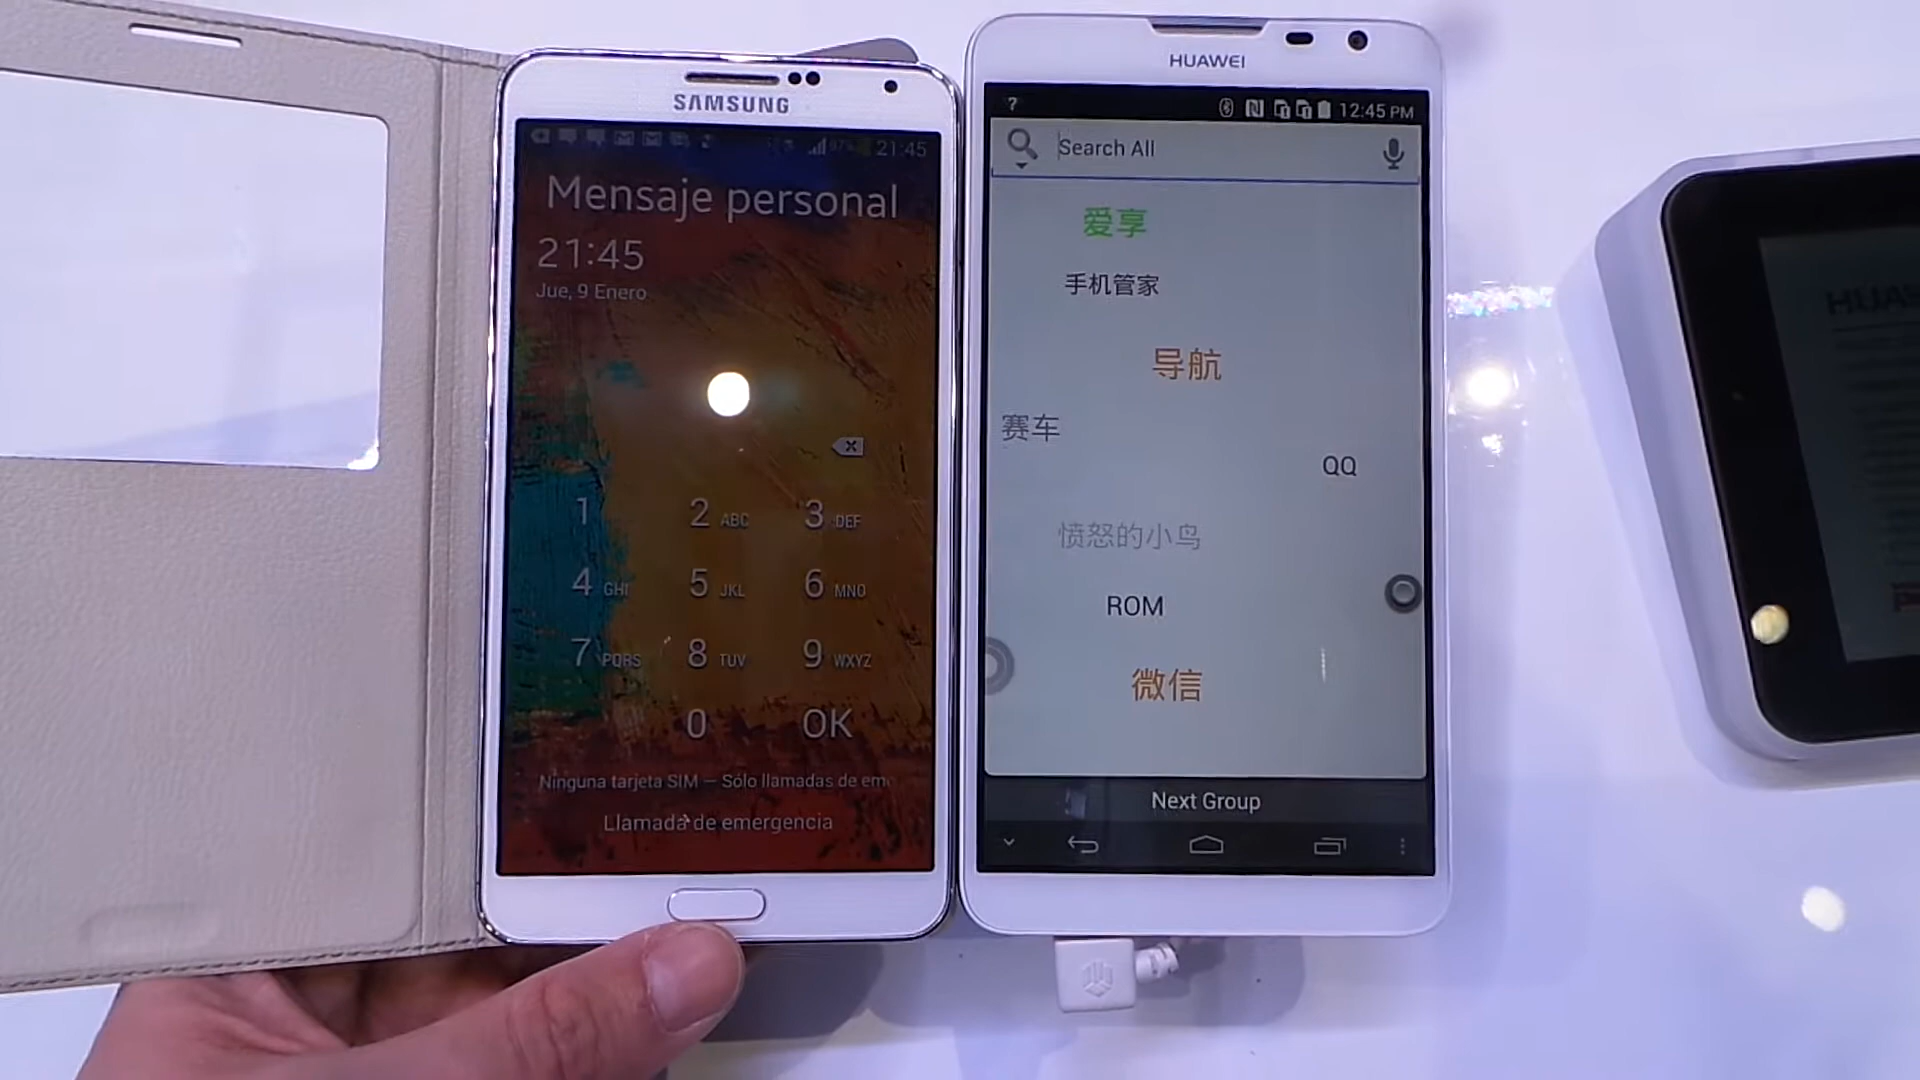 SAMSUNG
97% 21:45
Mensaje personal
21:45
Jue, 9 Enero
1
2 ABC
3 DEF
4 GHI
5 JKL
6 MNO
7 PQRS
8 TUV
9 WXYZ
0
OK
Ninguna tarjeta SIM — Sólo llamadas de em
Llamada de emergencia
HUAWEI
? 12:45 PM
Search All
爱享
手机管家
导航
赛车
QQ
愤怒的小鸟
ROM
微信
Next Group